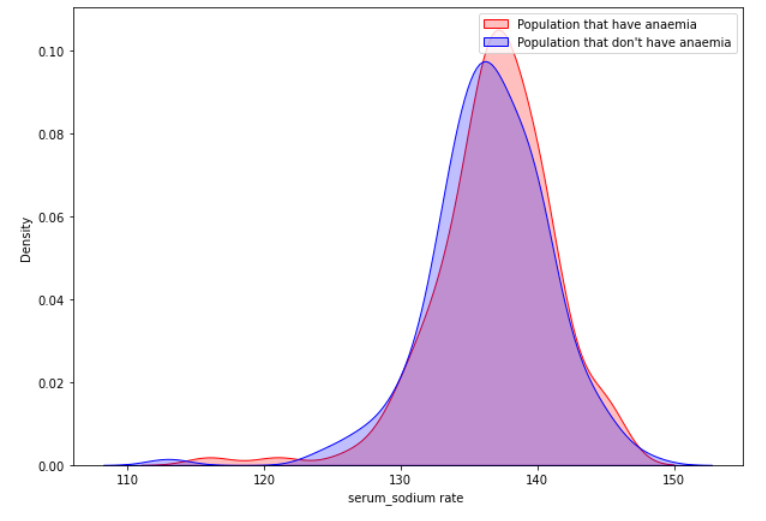 Population that have anaemia
Population that don't have anaemia
0.10
0.08
0.06
0.04
0.02
0.00
Density
110 120 130 140 150
serum_sodium rate